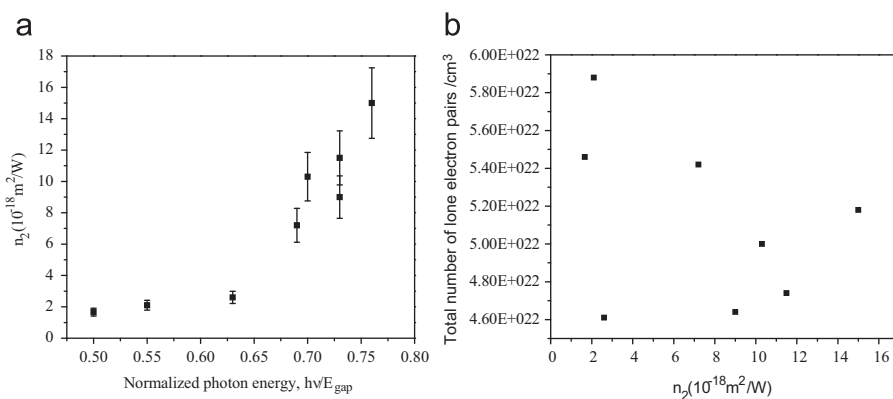 a
18
16
14
12
10
8
6
4
2
0
n₂(10⁻¹⁸m²/W)
0.50 0.55 0.60 0.65 0.70 0.75 0.80
Normalized photon energy, hν/E_gap
b
6.00E+022
5.80E+022
5.60E+022
5.40E+022
5.20E+022
5.00E+022
4.80E+022
4.60E+022
Total number of lone electron pairs /cm³
0 2 4 6 8 10 12 14 16
n₂(10⁻¹⁸m²/W)